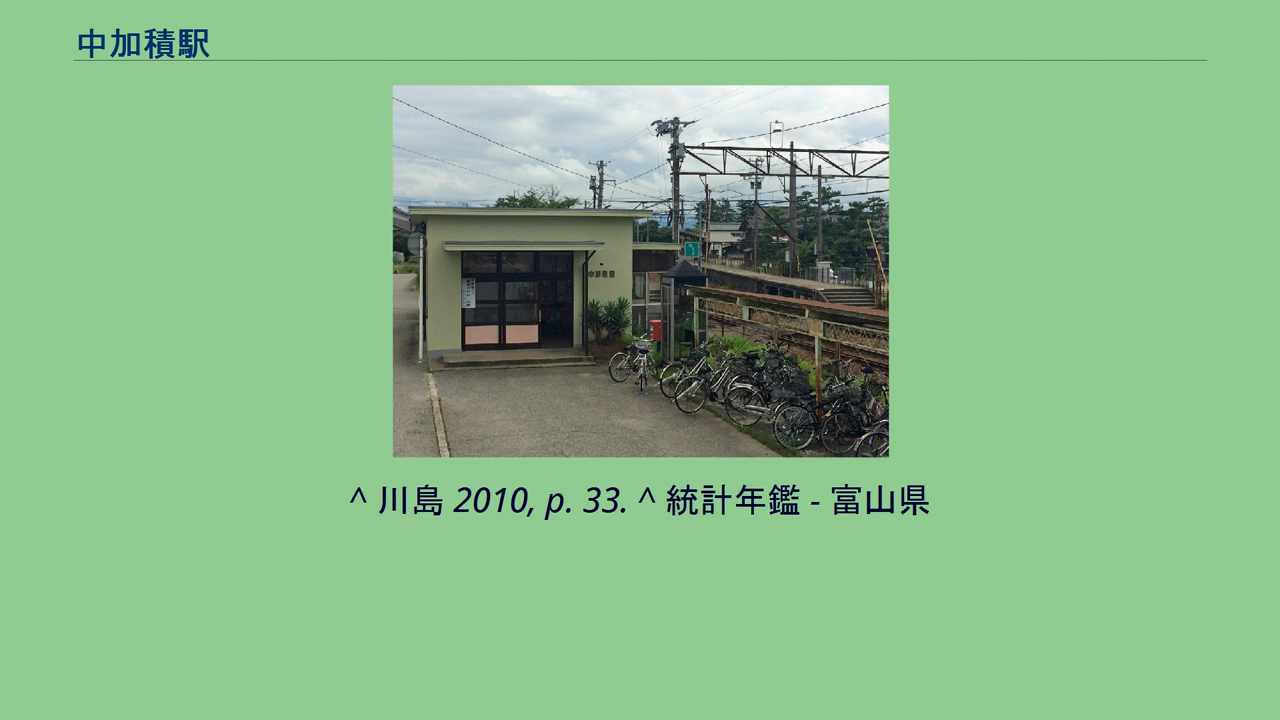 中加積駅
^ 川島 2010, p. 33. ^ 統計年鑑 - 富山県